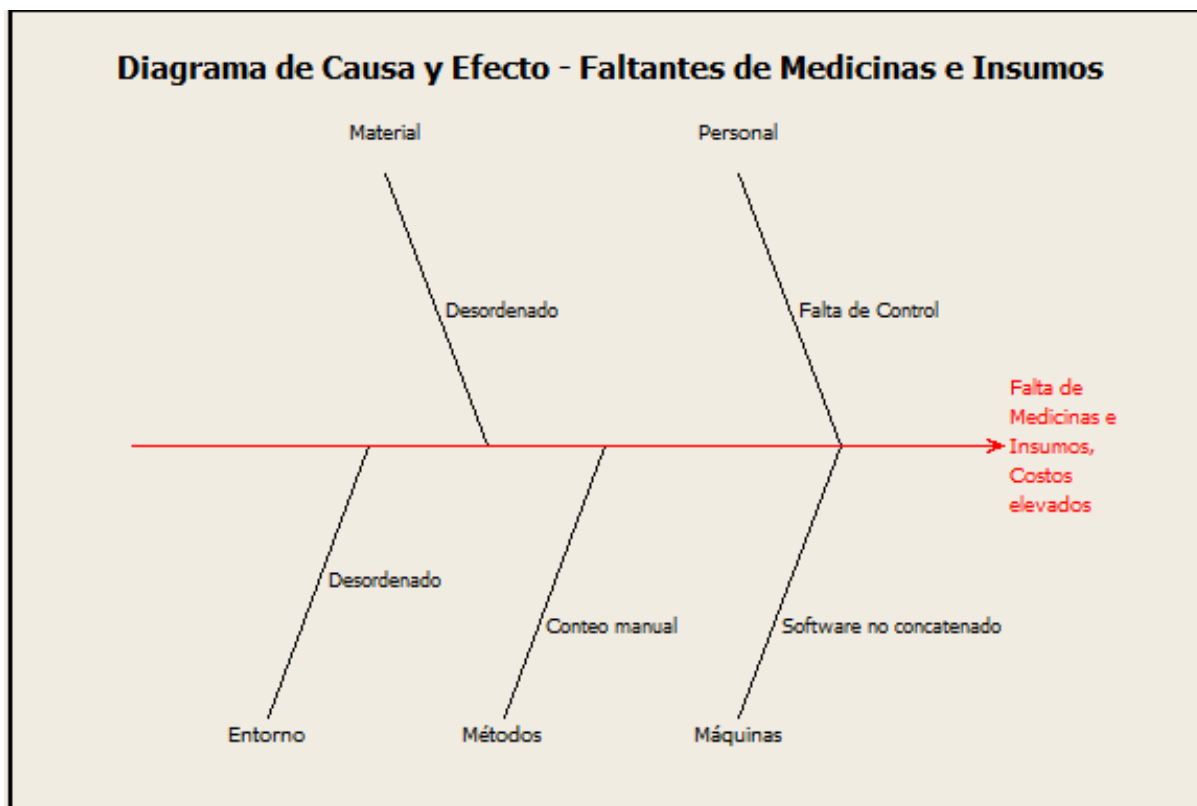 Diagrama de Causa y Efecto - Faltantes de Medicinas e Insumos
Material
Personal
Desordenado
Falta de Control
Falta de
Medicinas e
Insumos,
Costos
elevados
Desordenado
Conteo manual
Software no concatenado
Entorno
Métodos
Máquinas